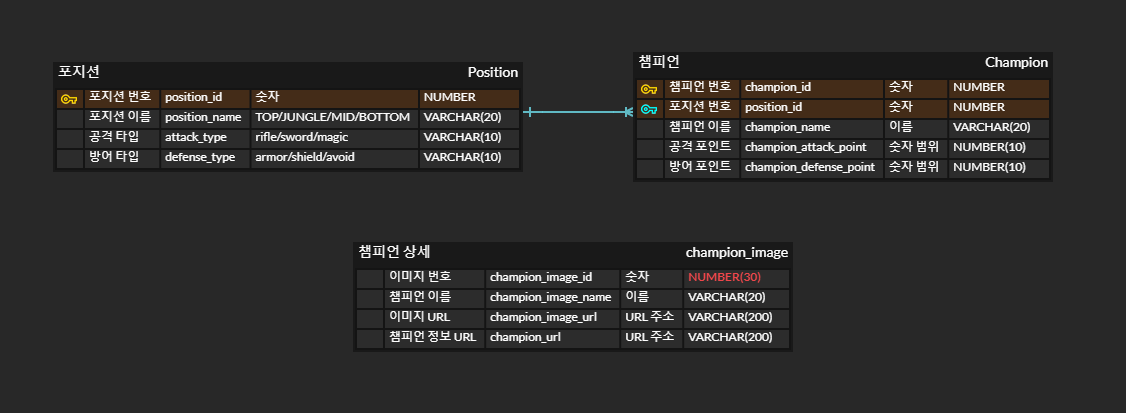 포지션 Position
포지션 번호 position_id 숫자 NUMBER
포지션 이름 position_name TOP/JUNGLE/MID/BOTTOM VARCHAR(20)
공격 타입 attack_type rifle/sword/magic VARCHAR(10)
방어 타입 defense_type armor/shield/avoid VARCHAR(10)
챔피언 Champion
챔피언 번호 champion_id 숫자 NUMBER
포지션 번호 position_id 숫자 NUMBER
챔피언 이름 champion_name 이름 VARCHAR(20)
공격 포인트 champion_attack_point 숫자 범위 NUMBER(10)
방어 포인트 champion_defense_point 숫자 범위 NUMBER(10)
챔피언 상세 champion_image
이미지 번호 champion_image_id 숫자 NUMBER(30)
챔피언 이름 champion_image_name 이름 VARCHAR(20)
이미지 URL champion_image_url URL 주소 VARCHAR(200)
챔피언 정보 URL champion_url URL 주소 VARCHAR(200)